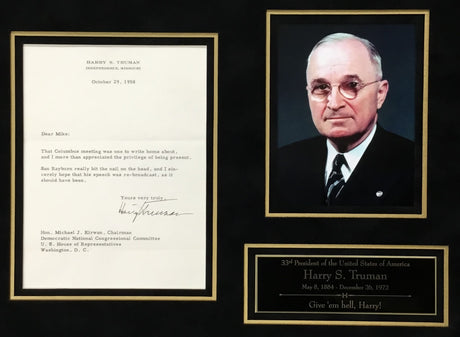 HARRY S. TRUMAN
INDEPENDENCE, MISSOURI
October 29, 1958
Dear Mike:
That Columbus meeting was one to write home about,
and I more than appreciated the privilege of being present.
Sam Rayburn really hit the nail on the head, and I sin-
cerely hope that his speech was re-broadcast, as it
should have been.
Yours very truly,
Harry S Truman
Hon. Michael J. Kirwan, Chairman
Democratic National Congressional Committee
U. S. House of Representatives
Washington, D. C.
33rd President of the United States of America
Harry S. Truman
May 8, 1884 - December 26, 1972
Give 'em hell, Harry!